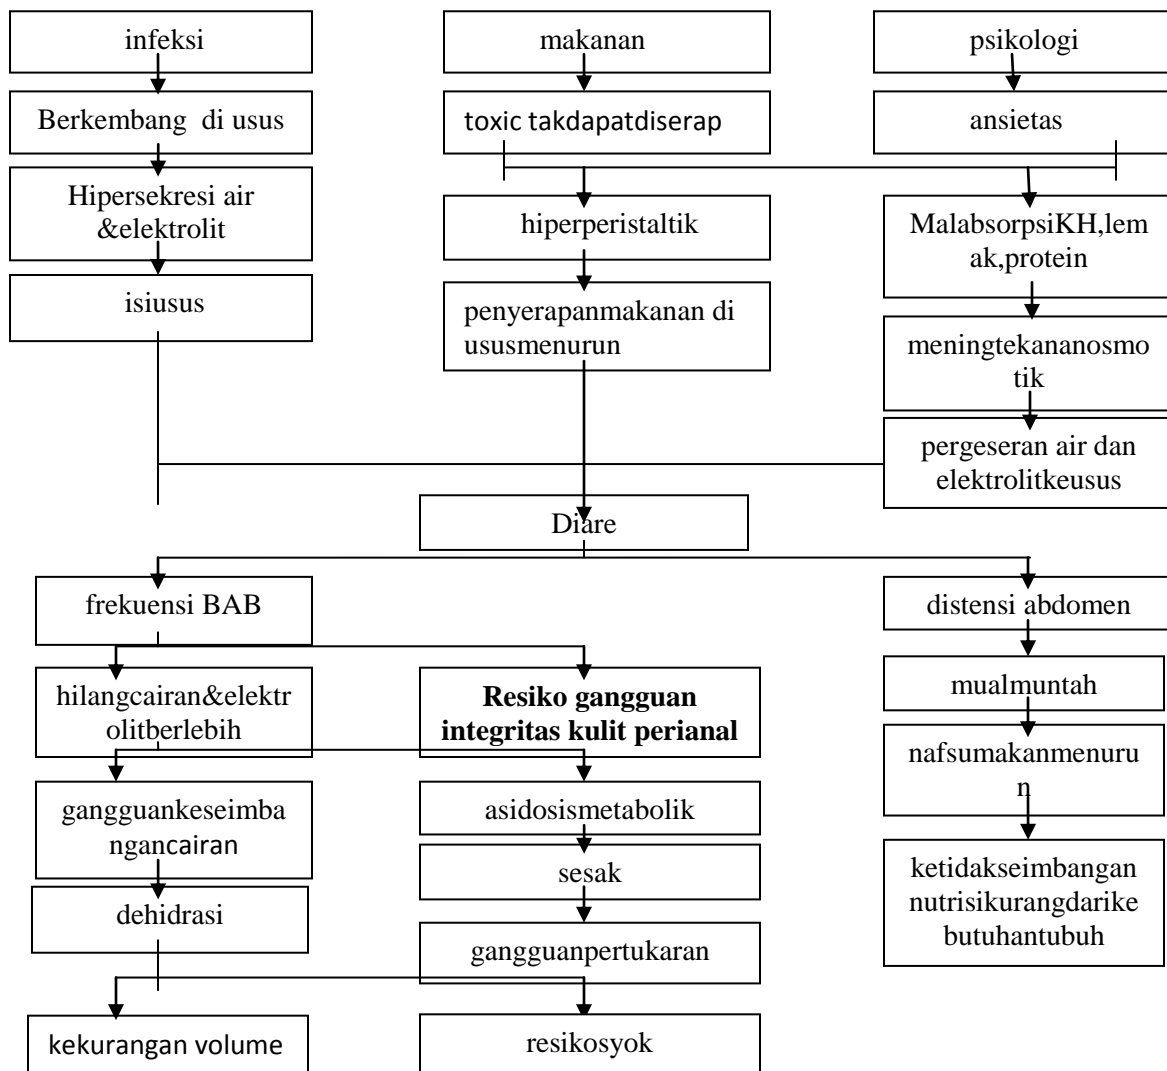 infeksi
makanan
psikologi
Berkembang di usus
toxic takdapatdiserap
ansietas
Hipersekresi air
&elektrolit
hiperperistaltik
MalabsorpsiKH,lem
ak,protein
isiusus
penyerapanmakanan di
ususmenurun
meningtekananosmo
tik
pergeseran air dan
elektrolitkeusus
Diare
frekuensi BAB
distensi abdomen
hilangcairan&elektr
olitberlebih
Resiko gangguan
integritas kulit perianal
mualmuntah
gangguankeseimba
ngancairan
asidosismetabolik
nafsumakanmenuru
n
sesak
dehidrasi
gangguanpertukaran
ketidakseimbangan
nutrisikurangdarike
butuhantubuh
kekurangan volume
resikosyok